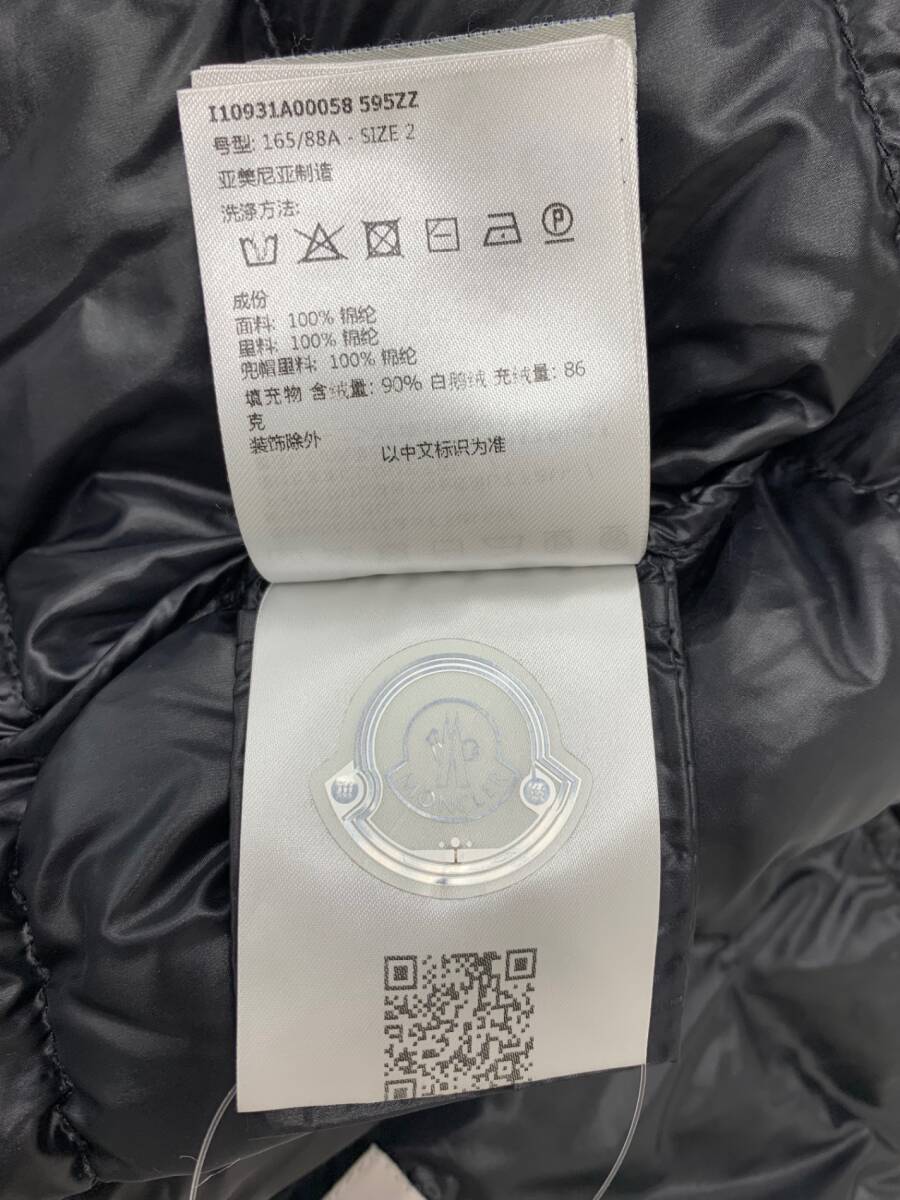 I10931A00058 595ZZ
号型: 165/88A - SIZE 2
亚美尼亚制造
洗涤方法:
P
成份
面料: 100% 锦纶
里料: 100% 锦纶
兜帽里料: 100% 锦纶
填充物 含绒量: 90% 白鹅绒 充绒量: 86
克
装饰除外
以中文标识为准
MONCLER